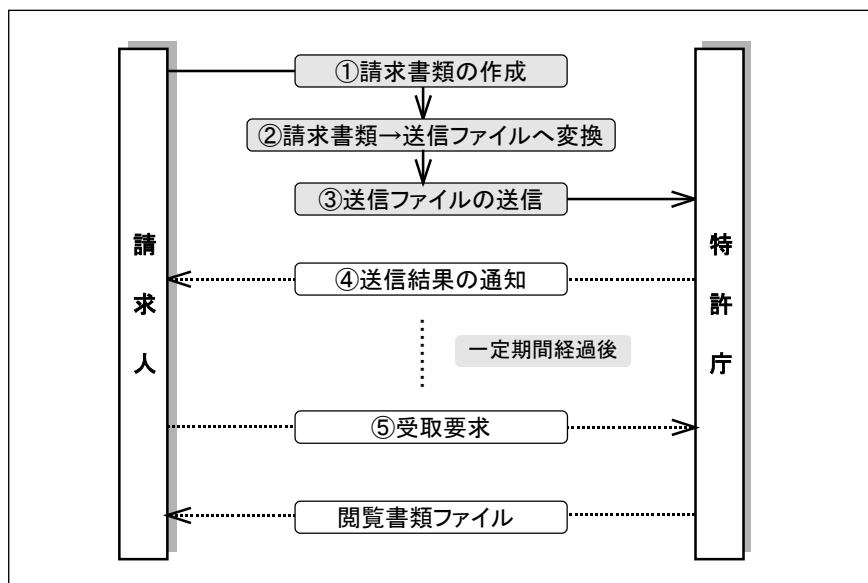 ①請求書類の作成
②請求書類→送信ファイルへ変換
③送信ファイルの送信
請求人
特許庁
④送信結果の通知
一定期間経過後
⑤受取要求
閲覧書類ファイル